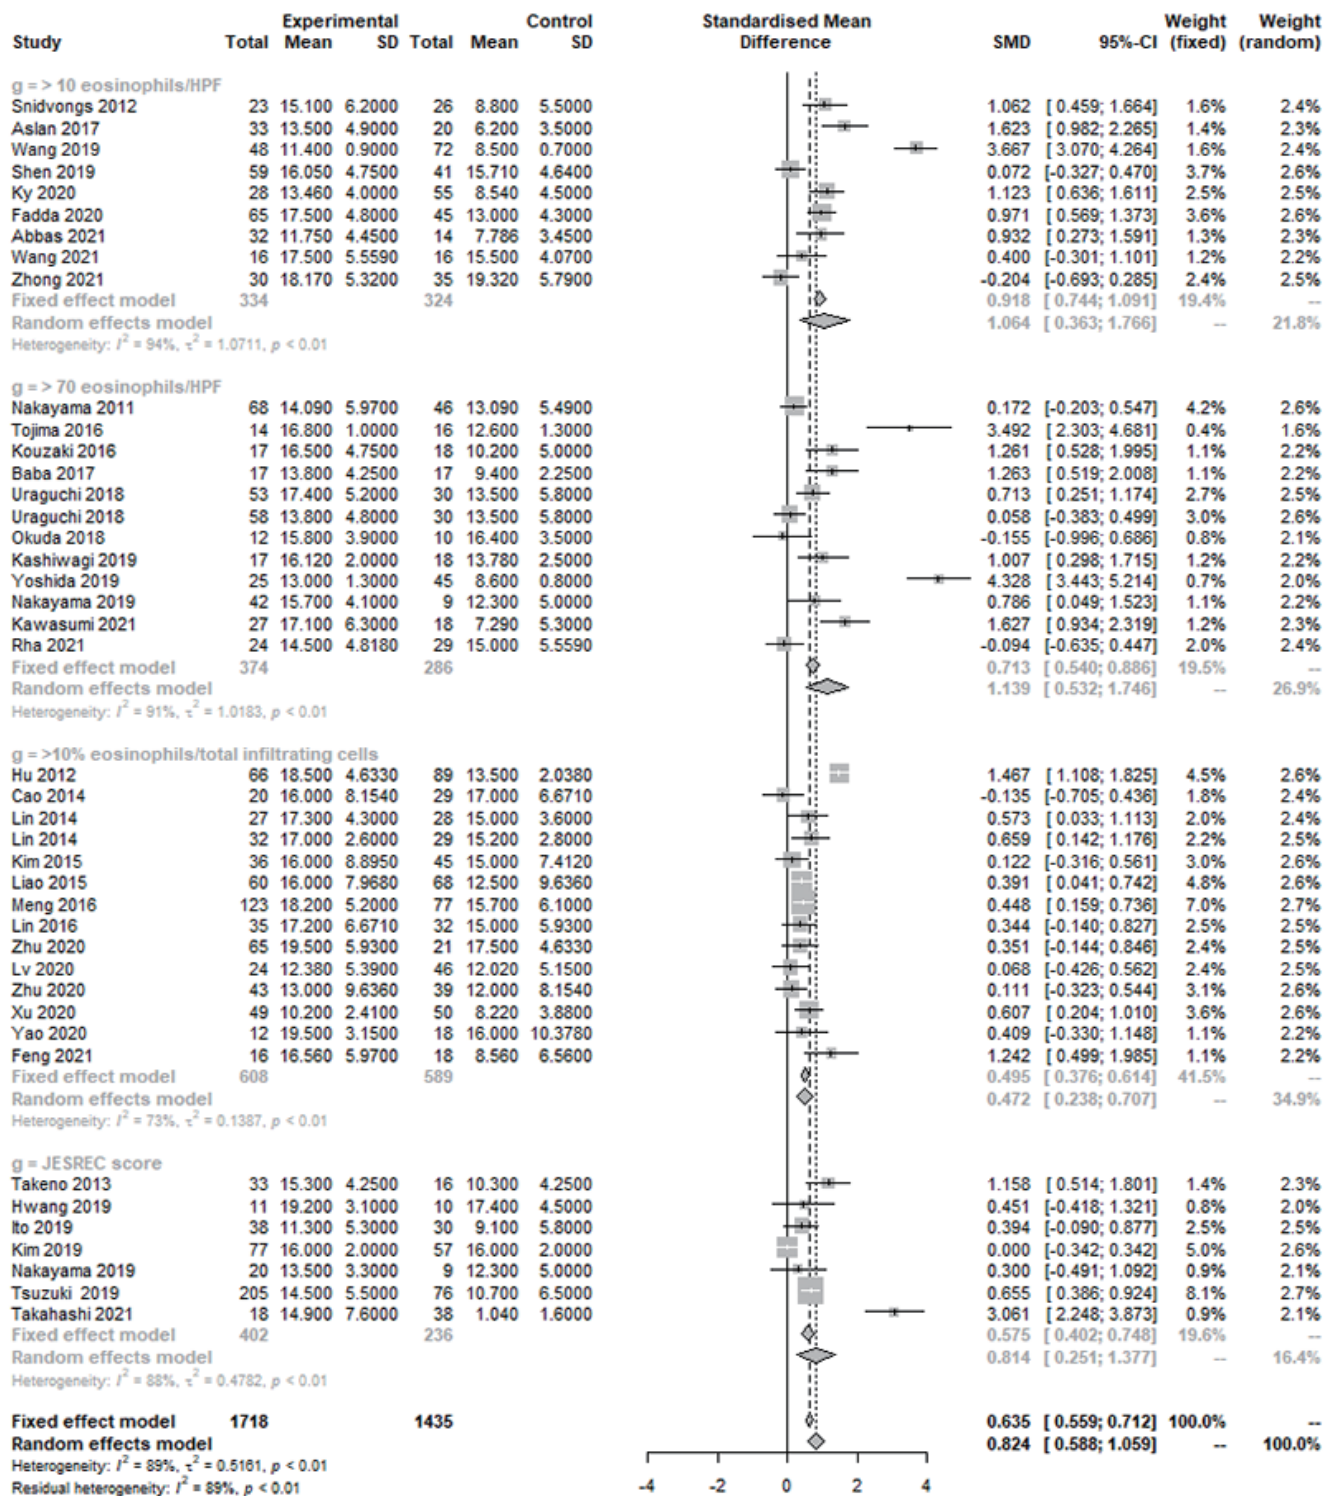 Experimental Control Standardised Mean Weight Weight
Study Total Mean SD Total Mean SD Difference SMD 95%-CI (fixed) (random)
g = > 10 eosinophils/HPF
Snidvongs 2012 23 15.100 6.2000 26 8.800 5.5000 1.062 [ 0.459; 1.664] 1.6% 2.4%
Aslan 2017 33 13.500 4.9000 20 6.200 3.5000 1.623 [ 0.982; 2.265] 1.4% 2.3%
Wang 2019 48 11.400 0.9000 72 8.500 0.7000 3.667 [ 3.070; 4.264] 1.6% 2.4%
Shen 2019 59 16.050 4.7500 41 15.710 4.6400 0.072 [-0.327; 0.470] 3.7% 2.6%
Ky 2020 28 13.460 4.0000 55 8.540 4.5000 1.123 [ 0.636; 1.611] 2.5% 2.5%
Fadda 2020 65 17.500 4.8000 45 13.000 4.3000 0.971 [ 0.569; 1.373] 3.6% 2.6%
Abbas 2021 32 11.750 4.4500 14 7.786 3.4500 0.932 [ 0.273; 1.591] 1.3% 2.3%
Wang 2021 16 17.500 5.5590 16 15.500 4.0700 0.400 [-0.301; 1.101] 1.2% 2.2%
Zhong 2021 30 18.170 5.3200 35 19.320 5.7900 -0.204 [-0.693; 0.285] 2.4% 2.5%
Fixed effect model 334 324 0.918 [ 0.744; 1.091] 19.4% --
Random effects model 1.064 [ 0.363; 1.766] -- 21.8%
Heterogeneity: I² = 94%, τ² = 1.0711, p < 0.01
g = > 70 eosinophils/HPF
Nakayama 2011 68 14.090 5.9700 46 13.090 5.4900 0.172 [-0.203; 0.547] 4.2% 2.6%
Tojima 2016 14 16.800 1.0000 16 12.600 1.3000 3.492 [ 2.303; 4.681] 0.4% 1.6%
Kouzaki 2016 17 16.500 4.7500 18 10.200 5.0000 1.261 [ 0.528; 1.995] 1.1% 2.2%
Baba 2017 17 13.800 4.2500 17 9.400 2.2500 1.263 [ 0.519; 2.008] 1.1% 2.2%
Uraguchi 2018 53 17.400 5.2000 30 13.500 5.8000 0.713 [ 0.251; 1.174] 2.7% 2.5%
Uraguchi 2018 58 13.800 4.8000 30 13.500 5.8000 0.058 [-0.383; 0.499] 3.0% 2.6%
Okuda 2018 12 15.800 3.9000 10 16.400 3.5000 -0.155 [-0.996; 0.686] 0.8% 2.1%
Kashiwagi 2019 17 16.120 2.0000 18 13.780 2.5000 1.007 [ 0.298; 1.715] 1.2% 2.2%
Yoshida 2019 25 13.000 1.3000 45 8.600 0.8000 4.328 [ 3.443; 5.214] 0.7% 2.0%
Nakayama 2019 42 15.700 4.1000 9 12.300 5.0000 0.786 [ 0.049; 1.523] 1.1% 2.2%
Kawasumi 2021 27 17.100 6.3000 18 7.290 5.3000 1.627 [ 0.934; 2.319] 1.2% 2.3%
Rha 2021 24 14.500 4.8180 29 15.000 5.5590 -0.094 [-0.635; 0.447] 2.0% 2.4%
Fixed effect model 374 286 0.713 [ 0.540; 0.886] 19.5% --
Random effects model 1.139 [ 0.532; 1.746] -- 26.9%
Heterogeneity: I² = 91%, τ² = 1.0183, p < 0.01
g = >10% eosinophils/total infiltrating cells
Hu 2012 66 18.500 4.6330 89 13.500 2.0380 1.467 [ 1.108; 1.825] 4.5% 2.6%
Cao 2014 20 16.000 8.1540 29 17.000 6.6710 -0.135 [-0.705; 0.436] 1.8% 2.4%
Lin 2014 27 17.300 4.3000 28 15.000 3.6000 0.573 [ 0.033; 1.113] 2.0% 2.4%
Lin 2014 32 17.000 2.6000 29 15.200 2.8000 0.659 [ 0.142; 1.176] 2.2% 2.5%
Kim 2015 36 16.000 8.8950 45 15.000 7.4120 0.122 [-0.316; 0.561] 3.0% 2.6%
Liao 2015 60 16.000 7.9680 68 12.500 9.6360 0.391 [ 0.041; 0.742] 4.8% 2.6%
Meng 2016 123 18.200 5.2000 77 15.700 6.1000 0.448 [ 0.159; 0.736] 7.0% 2.7%
Lin 2016 35 17.200 6.6710 32 15.000 5.9300 0.344 [-0.140; 0.827] 2.5% 2.5%
Zhu 2020 65 19.500 5.9300 21 17.500 4.6330 0.351 [-0.144; 0.846] 2.4% 2.5%
Lv 2020 24 12.380 5.3900 46 12.020 5.1500 0.068 [-0.426; 0.562] 2.4% 2.5%
Zhu 2020 43 13.000 9.6360 39 12.000 8.1540 0.111 [-0.323; 0.544] 3.1% 2.6%
Xu 2020 49 10.200 2.4100 50 8.220 3.8800 0.607 [ 0.204; 1.010] 3.6% 2.6%
Yao 2020 12 19.500 3.1500 18 16.000 10.3780 0.409 [-0.330; 1.148] 1.1% 2.2%
Feng 2021 16 16.560 5.9700 18 8.560 6.5600 1.242 [ 0.499; 1.985] 1.1% 2.2%
Fixed effect model 608 589 0.495 [ 0.376; 0.614] 41.5% --
Random effects model 0.472 [ 0.238; 0.707] -- 34.9%
Heterogeneity: I² = 73%, τ² = 0.1387, p < 0.01
g = JESREC score
Takeno 2013 33 15.300 4.2500 16 10.300 4.2500 1.158 [ 0.514; 1.801] 1.4% 2.3%
Hwang 2019 11 19.200 3.1000 10 17.400 4.5000 0.451 [-0.418; 1.321] 0.8% 2.0%
Ito 2019 38 11.300 5.3000 30 9.100 5.8000 0.394 [-0.090; 0.877] 2.5% 2.5%
Kim 2019 77 16.000 2.0000 57 16.000 2.0000 0.000 [-0.342; 0.342] 5.0% 2.6%
Nakayama 2019 20 13.500 3.3000 9 12.300 5.0000 0.300 [-0.491; 1.092] 0.9% 2.1%
Tsuzuki 2019 205 14.500 5.5000 76 10.700 6.5000 0.655 [ 0.386; 0.924] 8.1% 2.7%
Takahashi 2021 18 14.900 7.6000 38 1.040 1.6000 3.061 [ 2.248; 3.873] 0.9% 2.1%
Fixed effect model 402 236 0.575 [ 0.402; 0.748] 19.6% --
Random effects model 0.814 [ 0.251; 1.377] -- 16.4%
Heterogeneity: I² = 88%, τ² = 0.4782, p < 0.01
Fixed effect model 1718 1435 0.635 [ 0.559; 0.712] 100.0% --
Random effects model 0.824 [ 0.588; 1.059] -- 100.0%
Heterogeneity: I² = 89%, τ² = 0.5161, p < 0.01
Residual heterogeneity: I² = 89%, p < 0.01
-4 -2 0 2 4